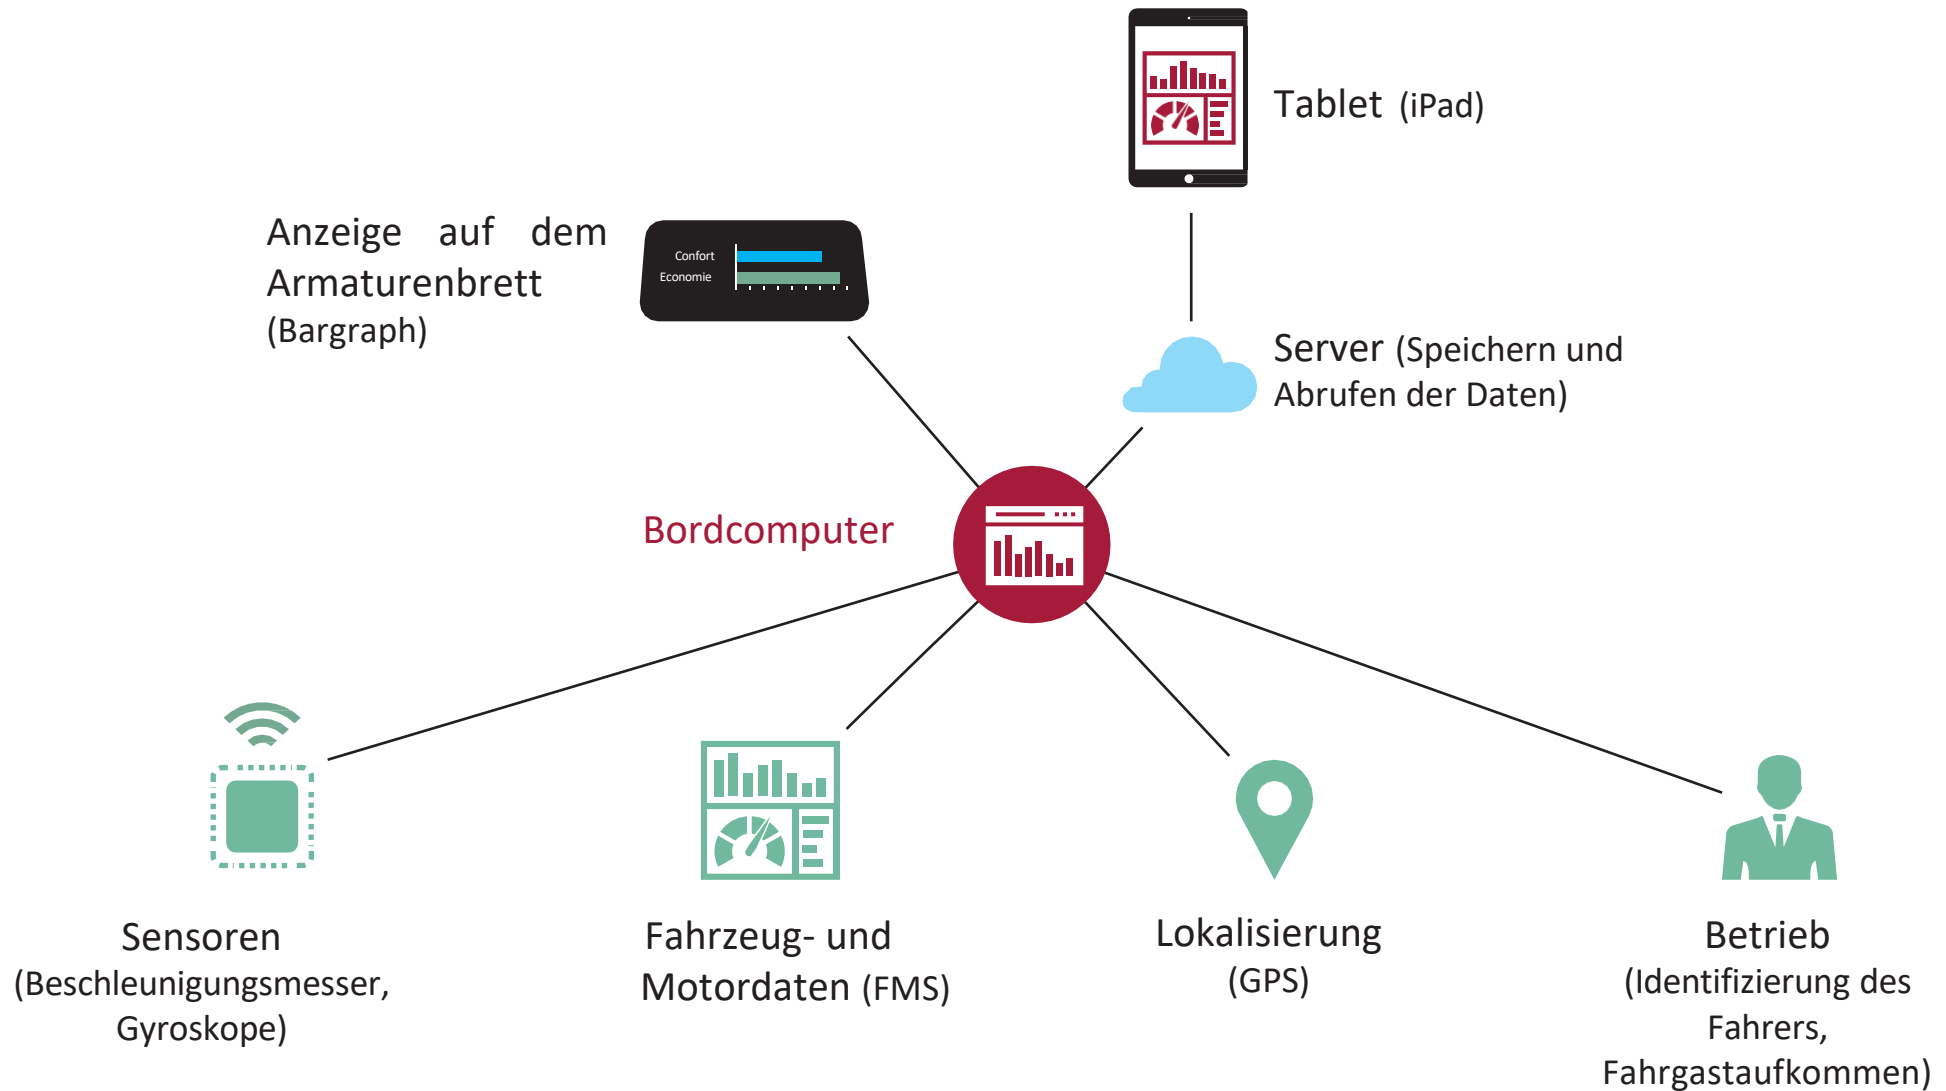 Tablet (iPad)
Anzeige auf dem
Armaturenbrett
(Bargraph)
Confort
Economie
Server (Speichern und
Abrufen der Daten)
Bordcomputer
Sensoren
(Beschleunigungsmesser,
Gyroskope)
Fahrzeug- und
Motordaten (FMS)
Lokalisierung
(GPS)
Betrieb
(Identifizierung des
Fahrers,
Fahrgastaufkommen)